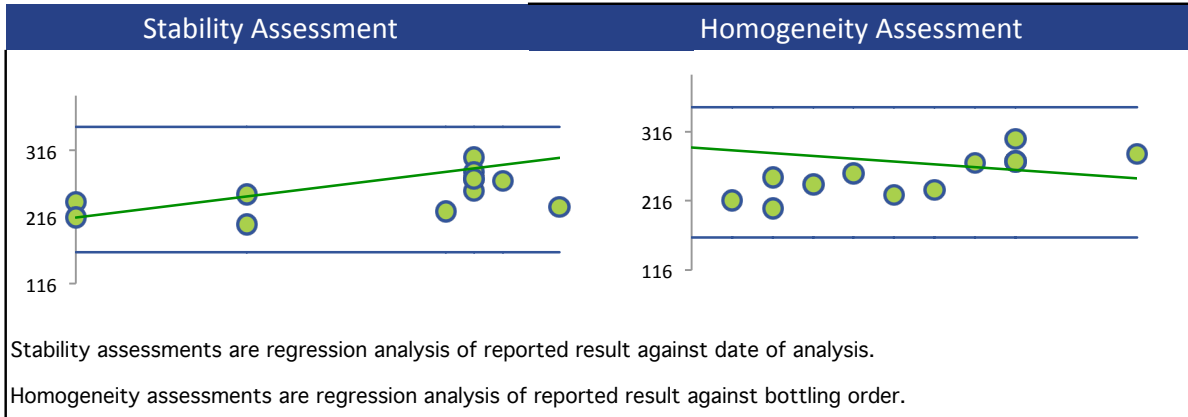 Stability Assessment
Homogeneity Assessment
316
216
116
316
216
116
Stability assessments are regression analysis of reported result against date of analysis.
Homogeneity assessments are regression analysis of reported result against bottling order.